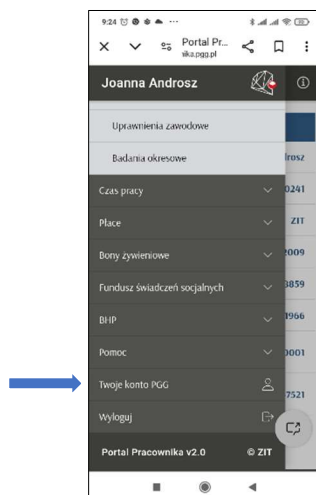 9:24
Portal Pr...
ika.pgg.pl
Joanna Androsz
Uprawnienia zawodowe
Badania okresowe
rosz
Czas pracy
0241
Płace
ZIT
Bony żywieniowe
2009
Fundusz świadczeń socjalnych
3859
BHP
1966
Pomoc
0001
Twoje konto PGG
7521
Wyloguj
Portal Pracownika v2.0 © ZIT